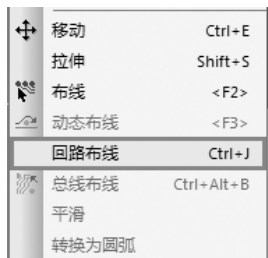 移动 Ctrl+E
拉伸 Shift+S
布线 <F2>
动态布线 <F3>
回路布线 Ctrl+J
总线布线 Ctrl+Alt+B
平滑
转换为圆弧